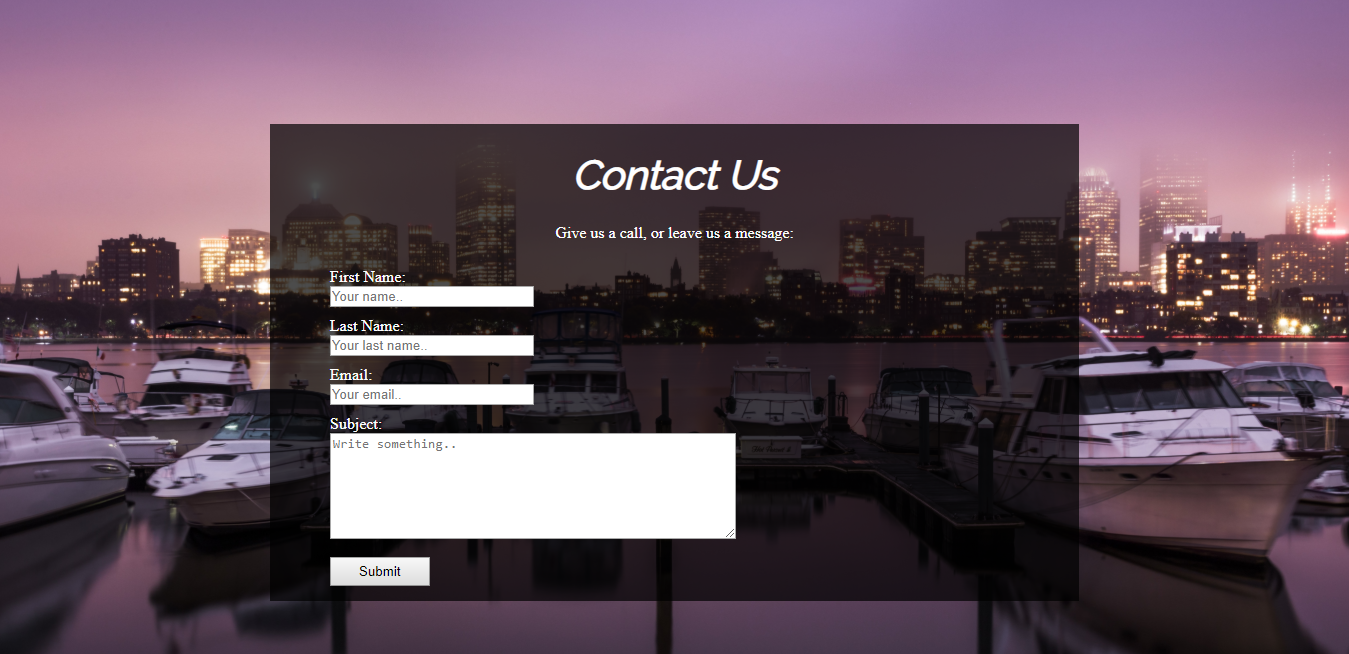 Contact Us
Give us a call, or leave us a message:
First Name:
Your name..
Last Name:
Your last name..
Email:
Your email..
Subject:
Write something..
Submit